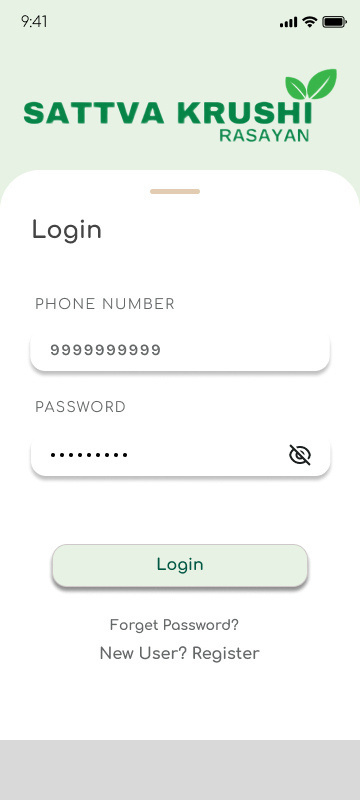 9:41
SATTVA KRUSHI
RASAYAN
Login
PHONE NUMBER
9999999999
PASSWORD
•••••••••
Login
Forget Password?
New User? Register